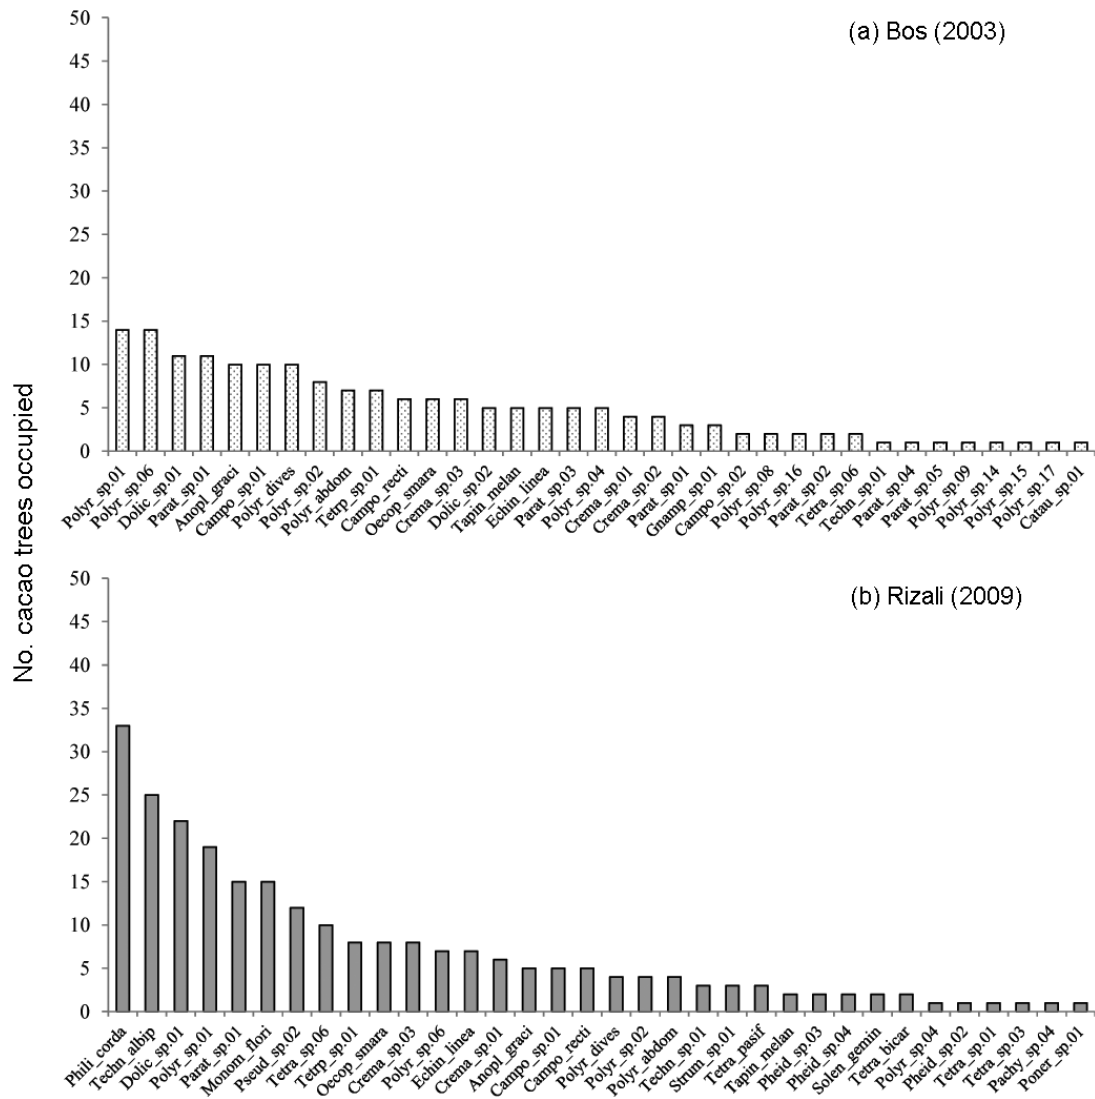 (a) Bos (2003)
50
45
40
35
30
25
20
15
10
5
0
Polyr_sp.01
Polyr_sp.06
Dolic_sp.01
Parat_sp.01
Anopl_graci
Campo_sp.01
Polyr_dives
Polyr_sp.02
Polyr_abdom
Tetrp_sp.01
Campo_recti
Oecop_smara
Crema_sp.03
Dolic_sp.02
Tapin_melan
Echin_linea
Parat_sp.03
Polyr_sp.04
Crema_sp.01
Crema_sp.02
Parat_sp.01
Gnamp_sp.01
Campo_sp.02
Polyr_sp.08
Polyr_sp.16
Parat_sp.02
Tetra_sp.06
Techn_sp.01
Parat_sp.04
Parat_sp.05
Polyr_sp.09
Polyr_sp.14
Polyr_sp.15
Polyr_sp.17
Catau_sp.01
No. cacao trees occupied
(b) Rizali (2009)
50
45
40
35
30
25
20
15
10
5
0
Phili_corda
Techn_albip
Dolic_sp.01
Polyr_sp.01
Parat_sp.01
Monom_flori
Pseud_sp.02
Tetra_sp.06
Tetrp_sp.01
Oecop_smara
Crema_sp.03
Polyr_sp.06
Echin_linea
Crema_sp.01
Anopl_graci
Campo_sp.01
Campo_recti
Polyr_dives
Polyr_sp.02
Polyr_abdom
Techn_sp.01
Strum_sp.01
Tetra_pasif
Tapin_melan
Pheid_sp.03
Pheid_sp.04
Solen_gemin
Tetra_bicar
Polyr_sp.04
Pheid_sp.02
Tetra_sp.01
Tetra_sp.03
Pachy_sp.04
Poner_sp.01